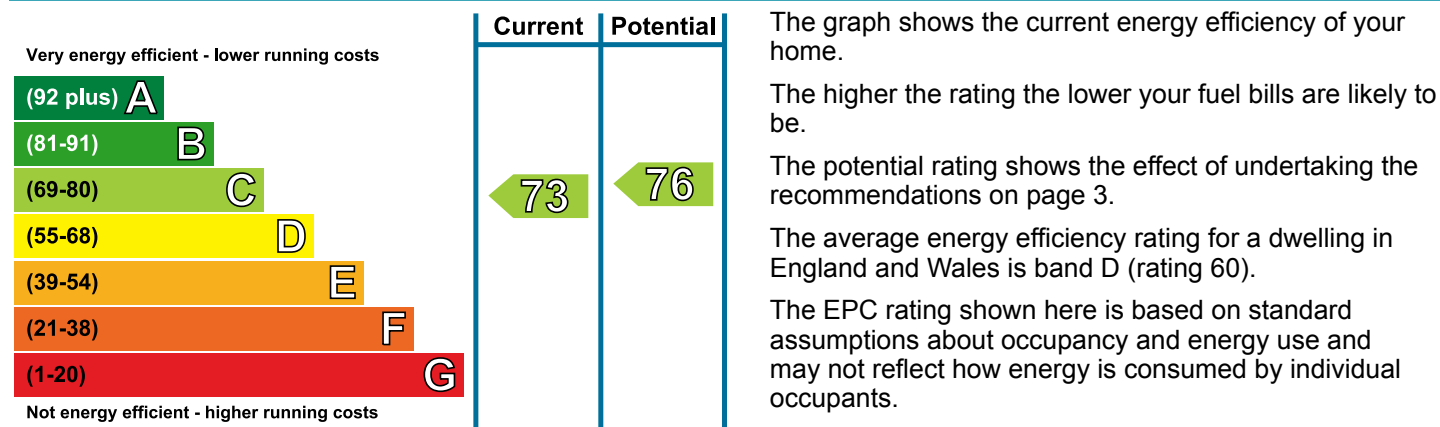 Current Potential
Very energy efficient - lower running costs
(92 plus) A
(81-91) B
(69-80) C
(55-68) D
(39-54) E
(21-38) F
(1-20) G
Not energy efficient - higher running costs
73 76
The graph shows the current energy efficiency of your
home.
The higher the rating the lower your fuel bills are likely to
be.
The potential rating shows the effect of undertaking the
recommendations on page 3.
The average energy efficiency rating for a dwelling in
England and Wales is band D (rating 60).
The EPC rating shown here is based on standard
assumptions about occupancy and energy use and
may not reflect how energy is consumed by individual
occupants.